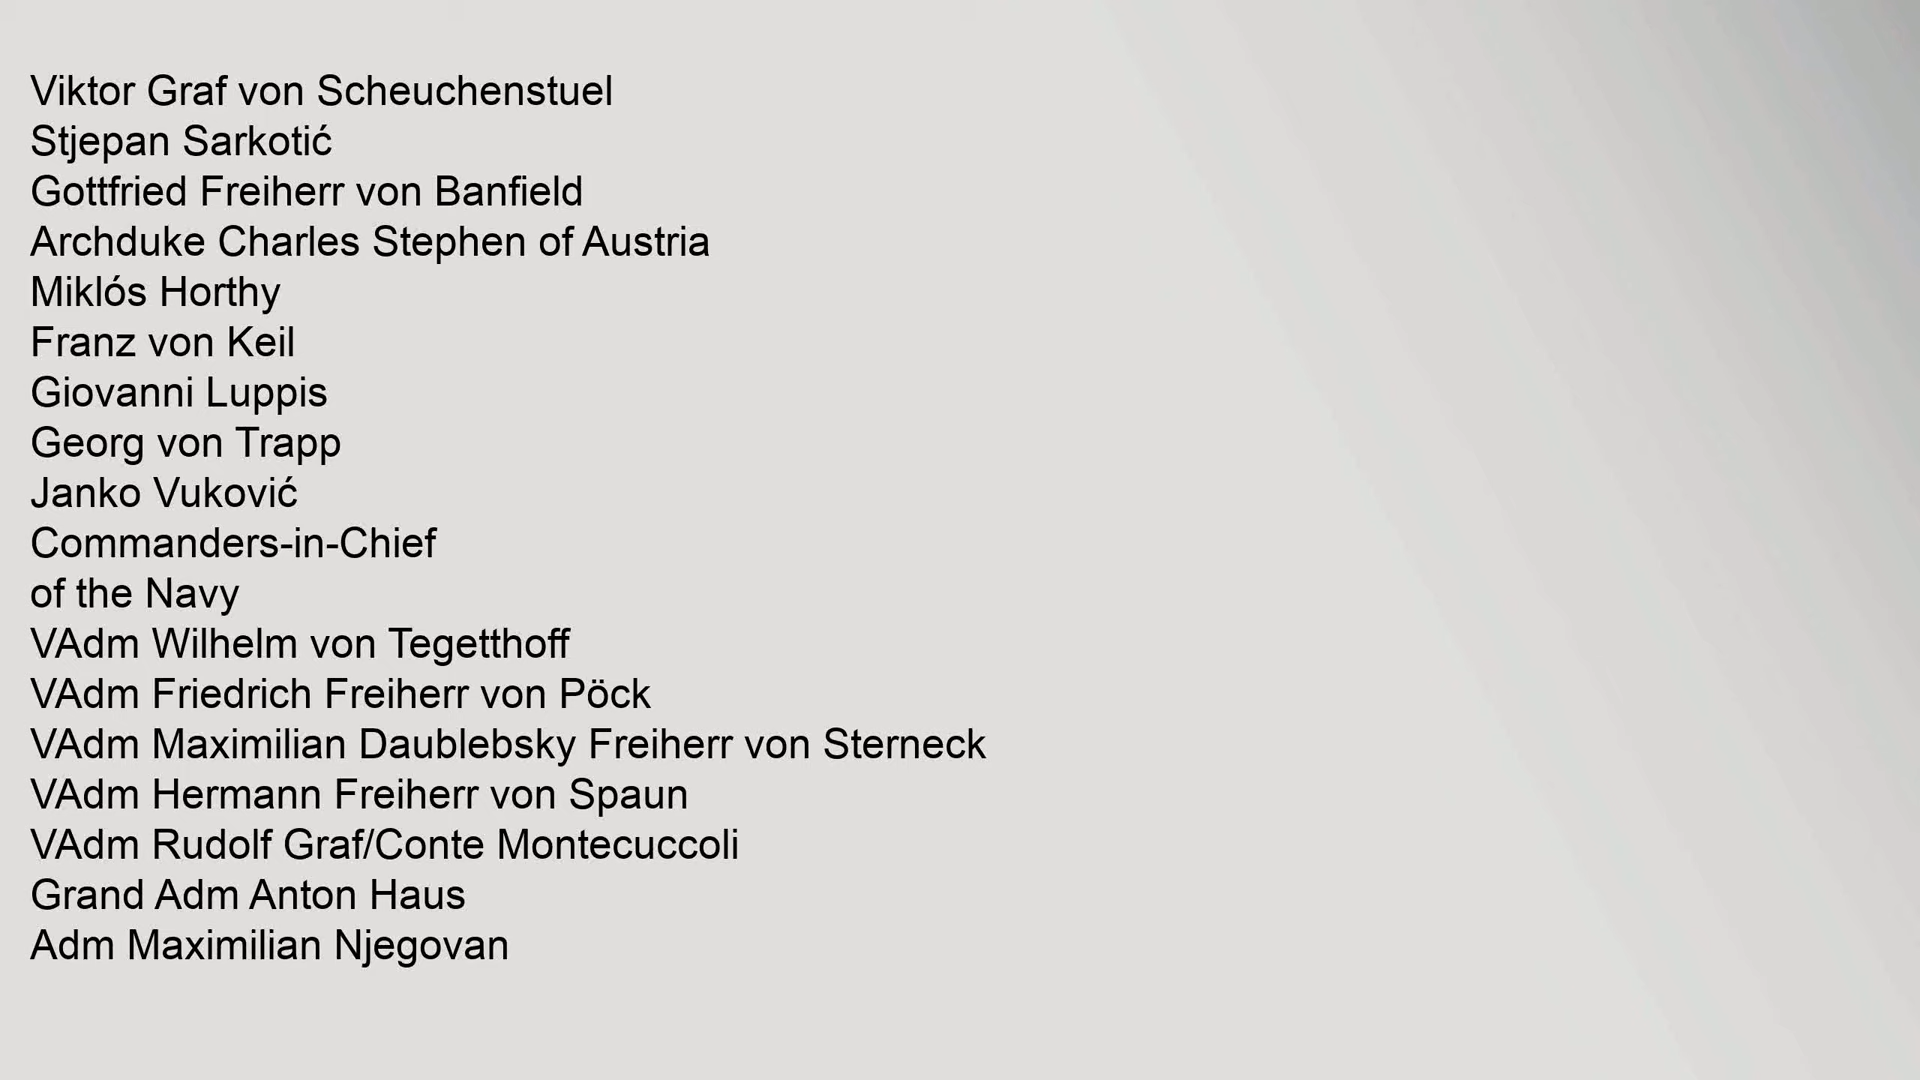 Viktor Graf von Scheuchenstuel
Stjepan Sarkotić
Gottfried Freiherr von Banfield
Archduke Charles Stephen of Austria
Miklós Horthy
Franz von Keil
Giovanni Luppis
Georg von Trapp
Janko Vuković
Commanders-in-Chief
of the Navy
VAdm Wilhelm von Tegetthoff
VAdm Friedrich Freiherr von Pöck
VAdm Maximilian Daublebsky Freiherr von Sterneck
VAdm Hermann Freiherr von Spaun
VAdm Rudolf Graf/Conte Montecuccoli
Grand Adm Anton Haus
Adm Maximilian Njegovan